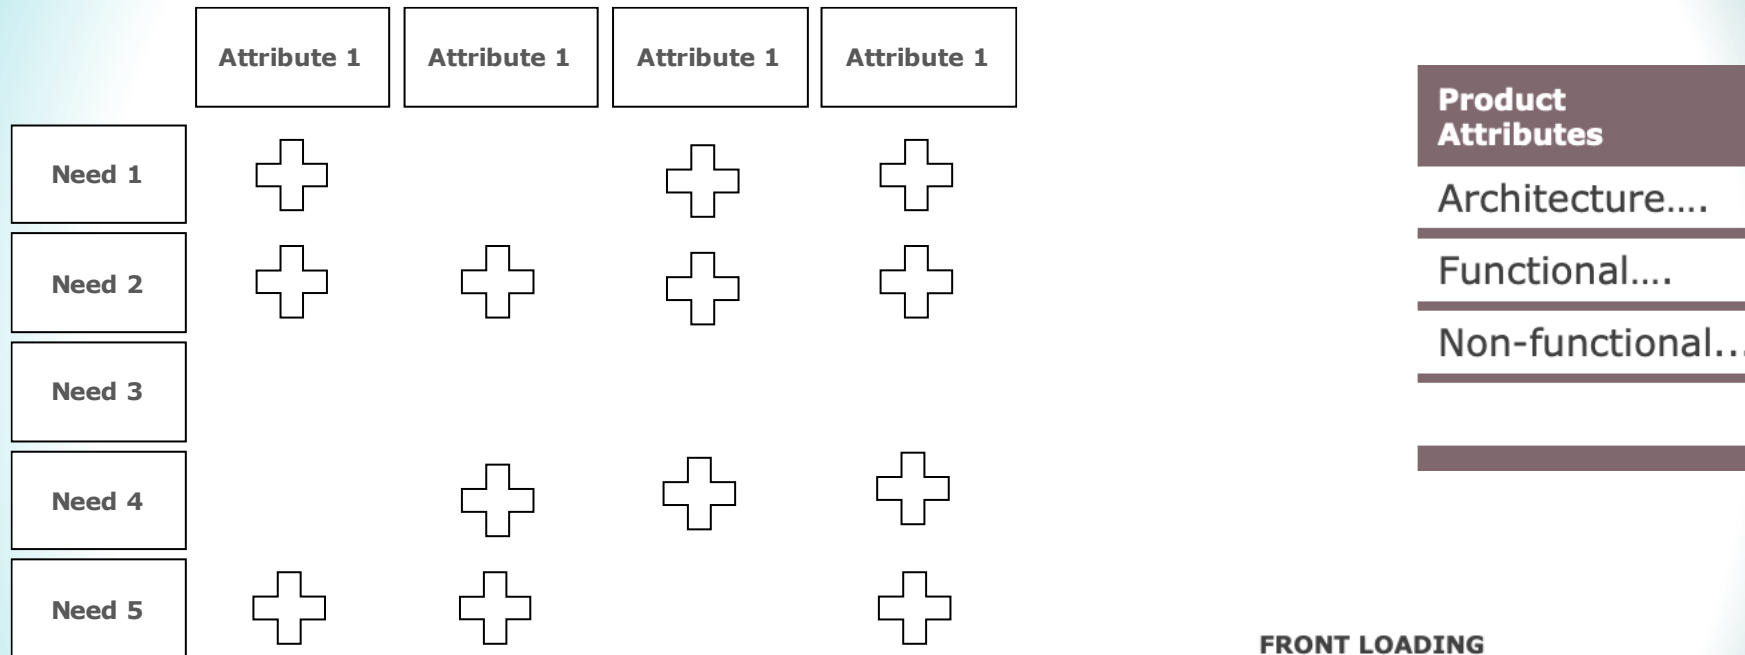 Attribute 1
Attribute 1
Attribute 1
Attribute 1
Need 1
Need 2
Need 3
Need 4
Need 5
Product
Attributes
Architecture....
Functional....
Non-functional...
FRONT LOADING